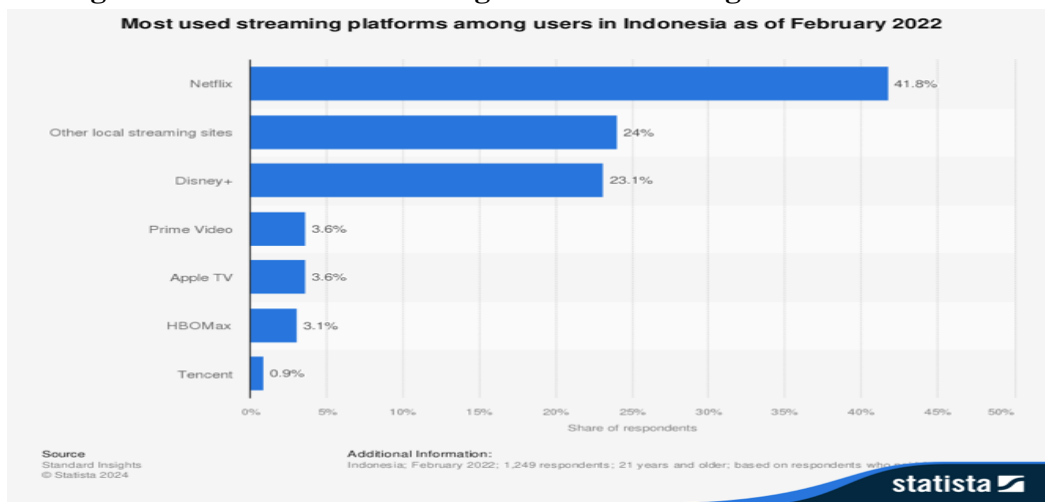 Most used streaming platforms among users in Indonesia as of February 2022
Netflix
41.8%
Other local streaming sites
24%
Disney+
23.1%
Prime Video
3.6%
Apple TV
3.6%
HBOMax
3.1%
Tencent
0.9%
0% 5% 10% 15% 20% 25% 30% 35% 40% 45% 50%
Share of respondents
Source
Standard Insights
© Statista 2024
Additional Information:
Indonesia; February 2022; 1,249 respondents; 21 years and older; based on respondents who
statista